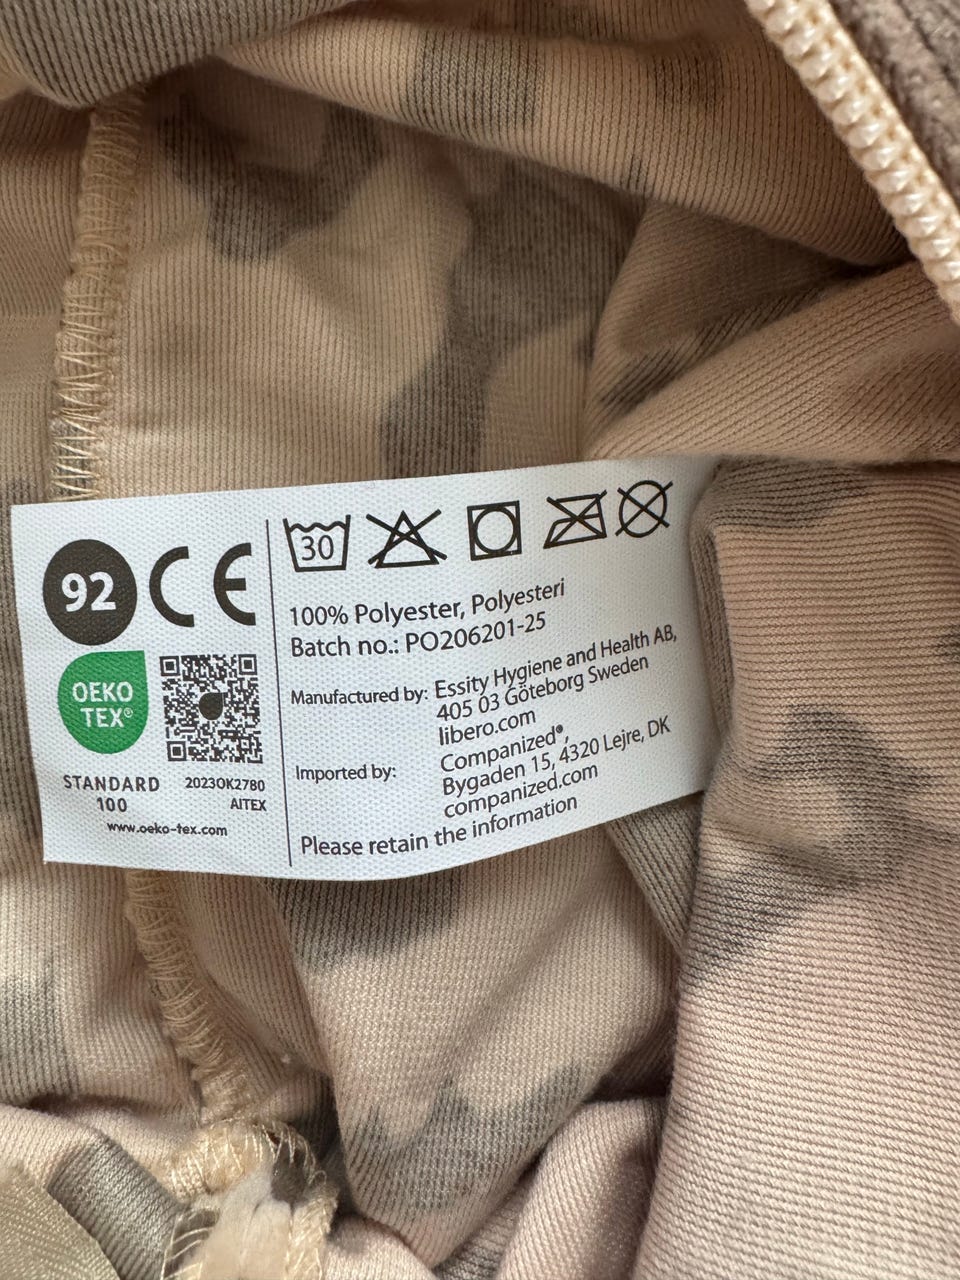 92 CE
OEKO
TEX®
STANDARD
100
2023OK2780
AITEX
www.oeko-tex.com
30
100% Polyester, Polyesteri
Batch no.: PO206201-25
Manufactured by: Essity Hygiene and Health AB,
405 03 Göteborg Sweden
libero.com
Imported by: Companized®,
Bygaden 15, 4320 Lejre, DK
companized.com
Please retain the information